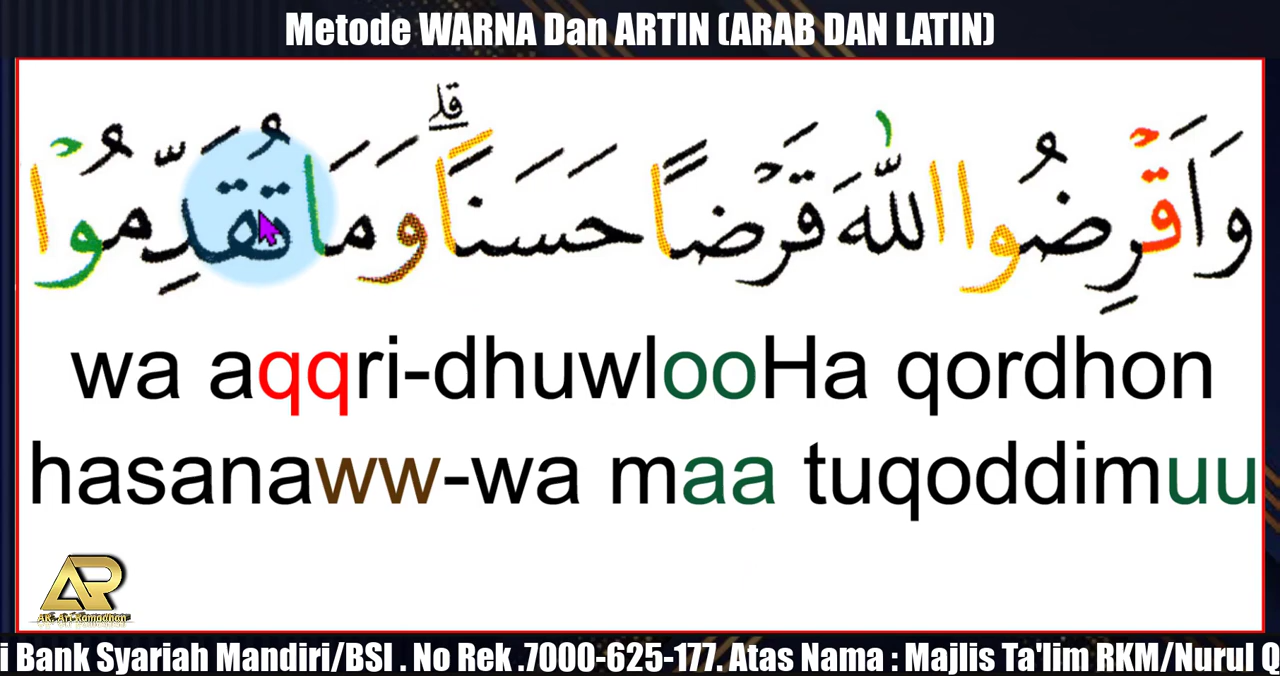 Metode WARNA Dan ARTIN (ARAB DAN LATIN)
وَاَقْرِضُوا اللّٰهَ قَرْضًا حَسَنًاۗ وَمَا تُقَدِّمُوْا
wa aqqri-dhuwlooHa qordhon
hasanaww-wa maa tuqoddimuu
AR
i Bank Syariah Mandiri/BSI . No Rek .7000-625-177. Atas Nama : Majlis Ta'lim RKM/Nurul Q